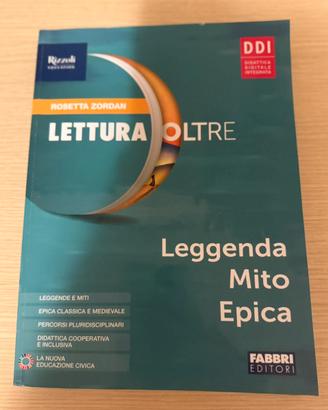 Rizzoli
EDUCATION
DDI
DIDATTICA
DIGITALE
INTEGRATA
ROSETTA ZORDAN
LETTURA OLTRE
Leggenda
Mito
Epica
LEGGENDE E MITI
EPICA CLASSICA E MEDIEVALE
PERCORSI PLURIDISCIPLINARI
DIDATTICA COOPERATIVA
E INCLUSIVA
LA NUOVA
EDUCAZIONE CIVICA
FABBRI
EDITORI